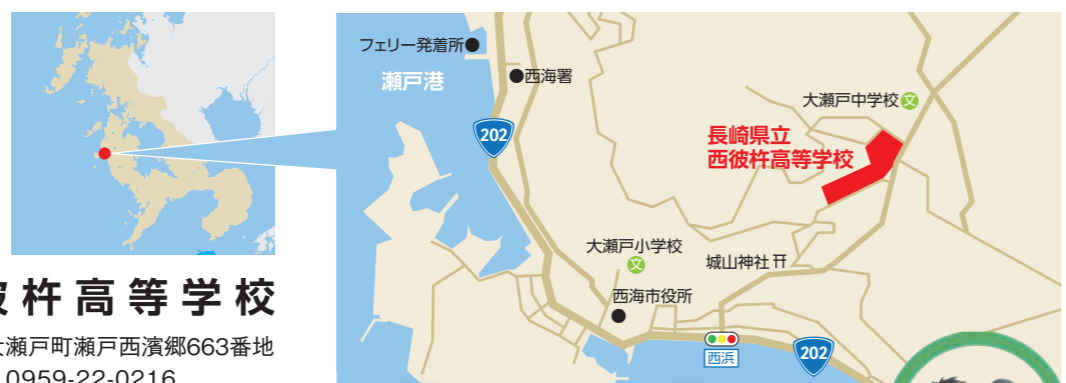 フェリー発着所
瀬戸港
西海署
202
大瀬戸中学校
文
長崎県立
西彼杵高等学校
大瀬戸小学校
文
城山神社
西海市役所
西浜
202
杵高等学校
大瀬戸町瀬戸西濱郷663番地
0959-22-0216